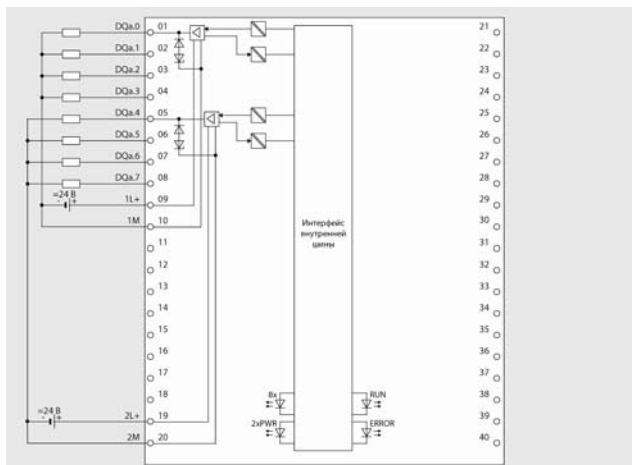 DQa.0 01 21
DQa.1 02 22
DQa.2 03 23
DQa.3 04 24
DQa.4 05 25
DQa.5 06 26
DQa.6 07 27
DQa.7 08 28
=24 В
- +
1L+ 09 29
1M 10 30
Интерфейс
внутренней
шины
11 31
12 32
13 33
14 34
15 35
16 36
17 37
18 8x RUN 38
=24 В
- +
2L+ 19 39
2xPWR ERROR
2M 20 40